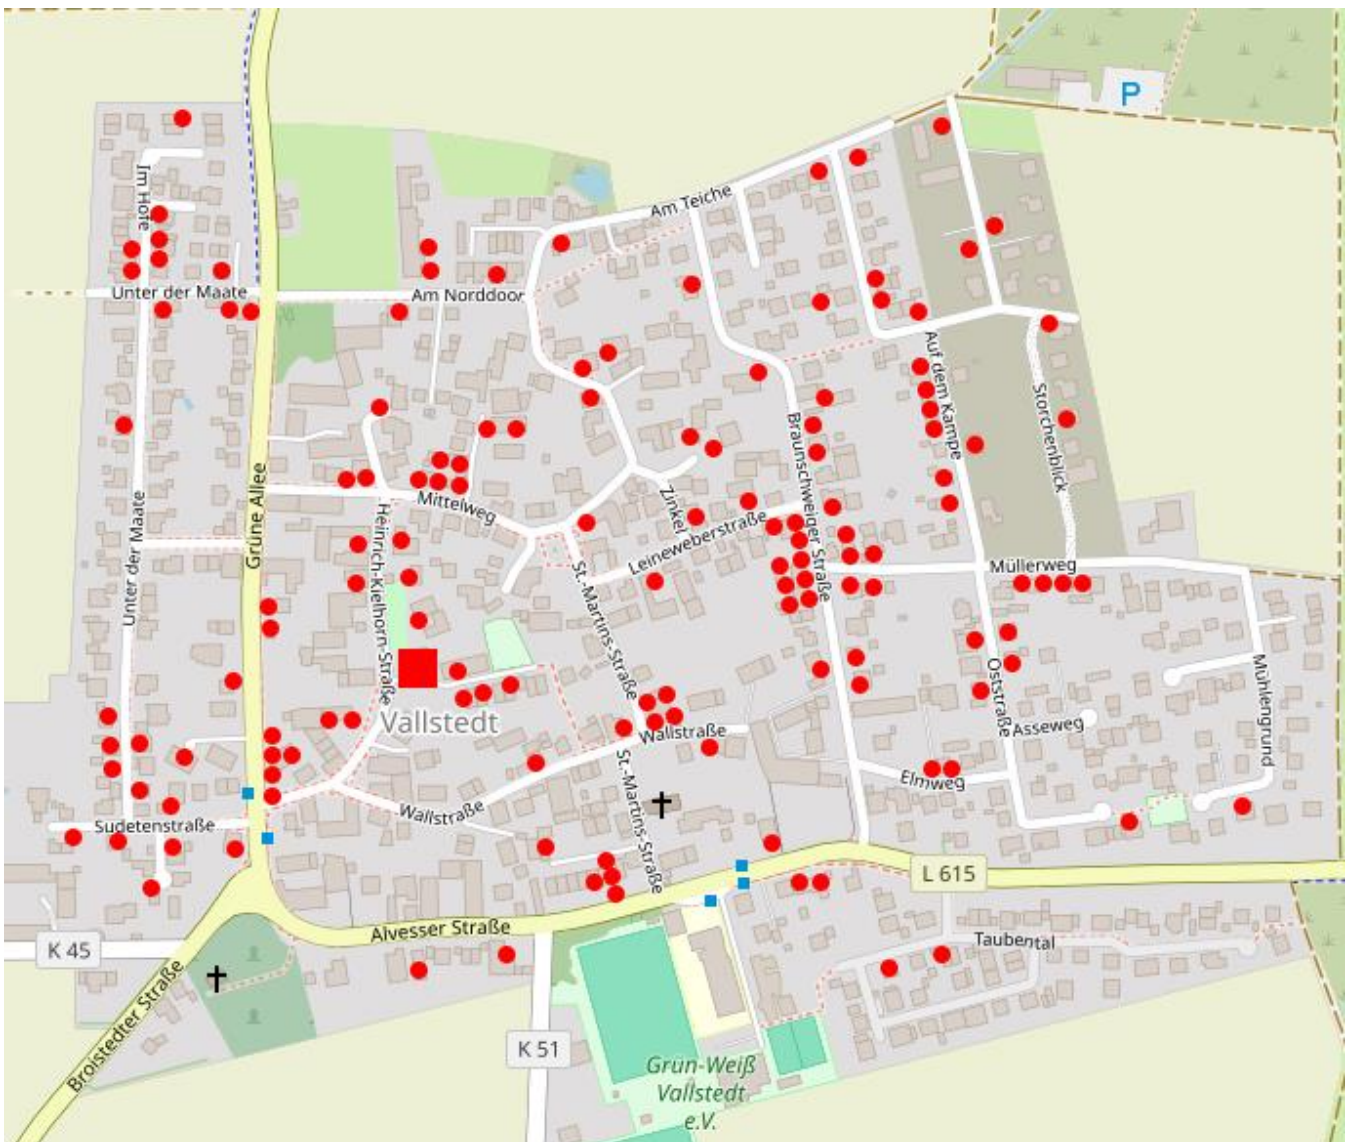 P
Im Hofe
Am Teiche
Unter der Maate
Am Norddoor
Auf dem Kampe
Storchenblick
Braunschweiger Straße
Grüne Allee
Mittelweg
Zinkel
Leineweberstraße
Unter der Maate
Heinrich-Kielhorn-Straße
St.-Martins-Straße
Müllerweg
Oststraße
Mühlengrund
Vallstedt
Asseweg
Wallstraße
St.-Martins-Straße
Elmweg
Wallstraße
Sudetenstraße
L 615
Alvesser Straße
Taubental
K 45
Broistedter Straße
K 51
Grün-Weiß
Vallstedt
e.V.